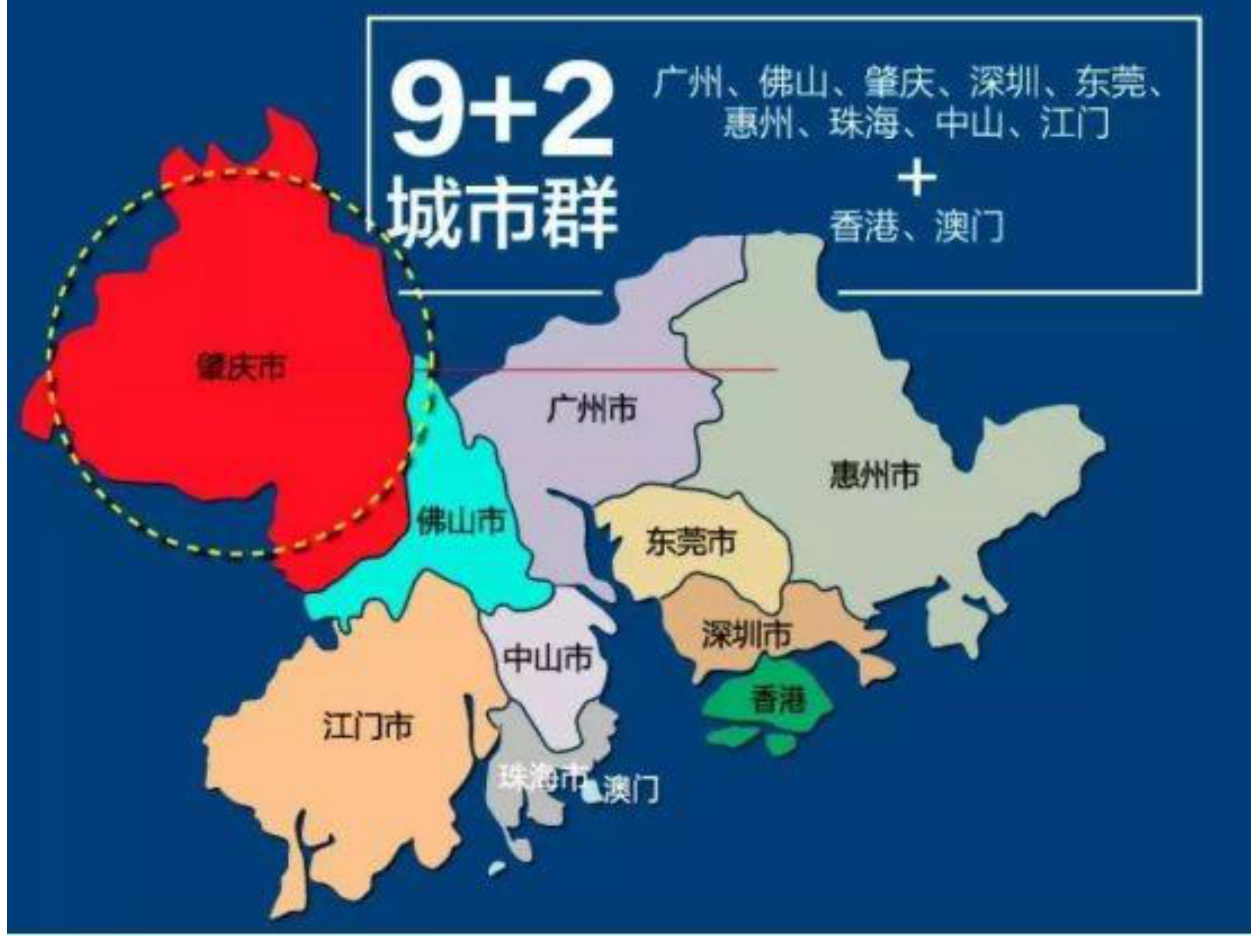 9+2
城市群
广州、佛山、肇庆、深圳、东莞、
惠州、珠海、中山、江门
+
香港、澳门
肇庆市
广州市
惠州市
佛山市
东莞市
深圳市
中山市
香港
江门市
珠海市
澳门